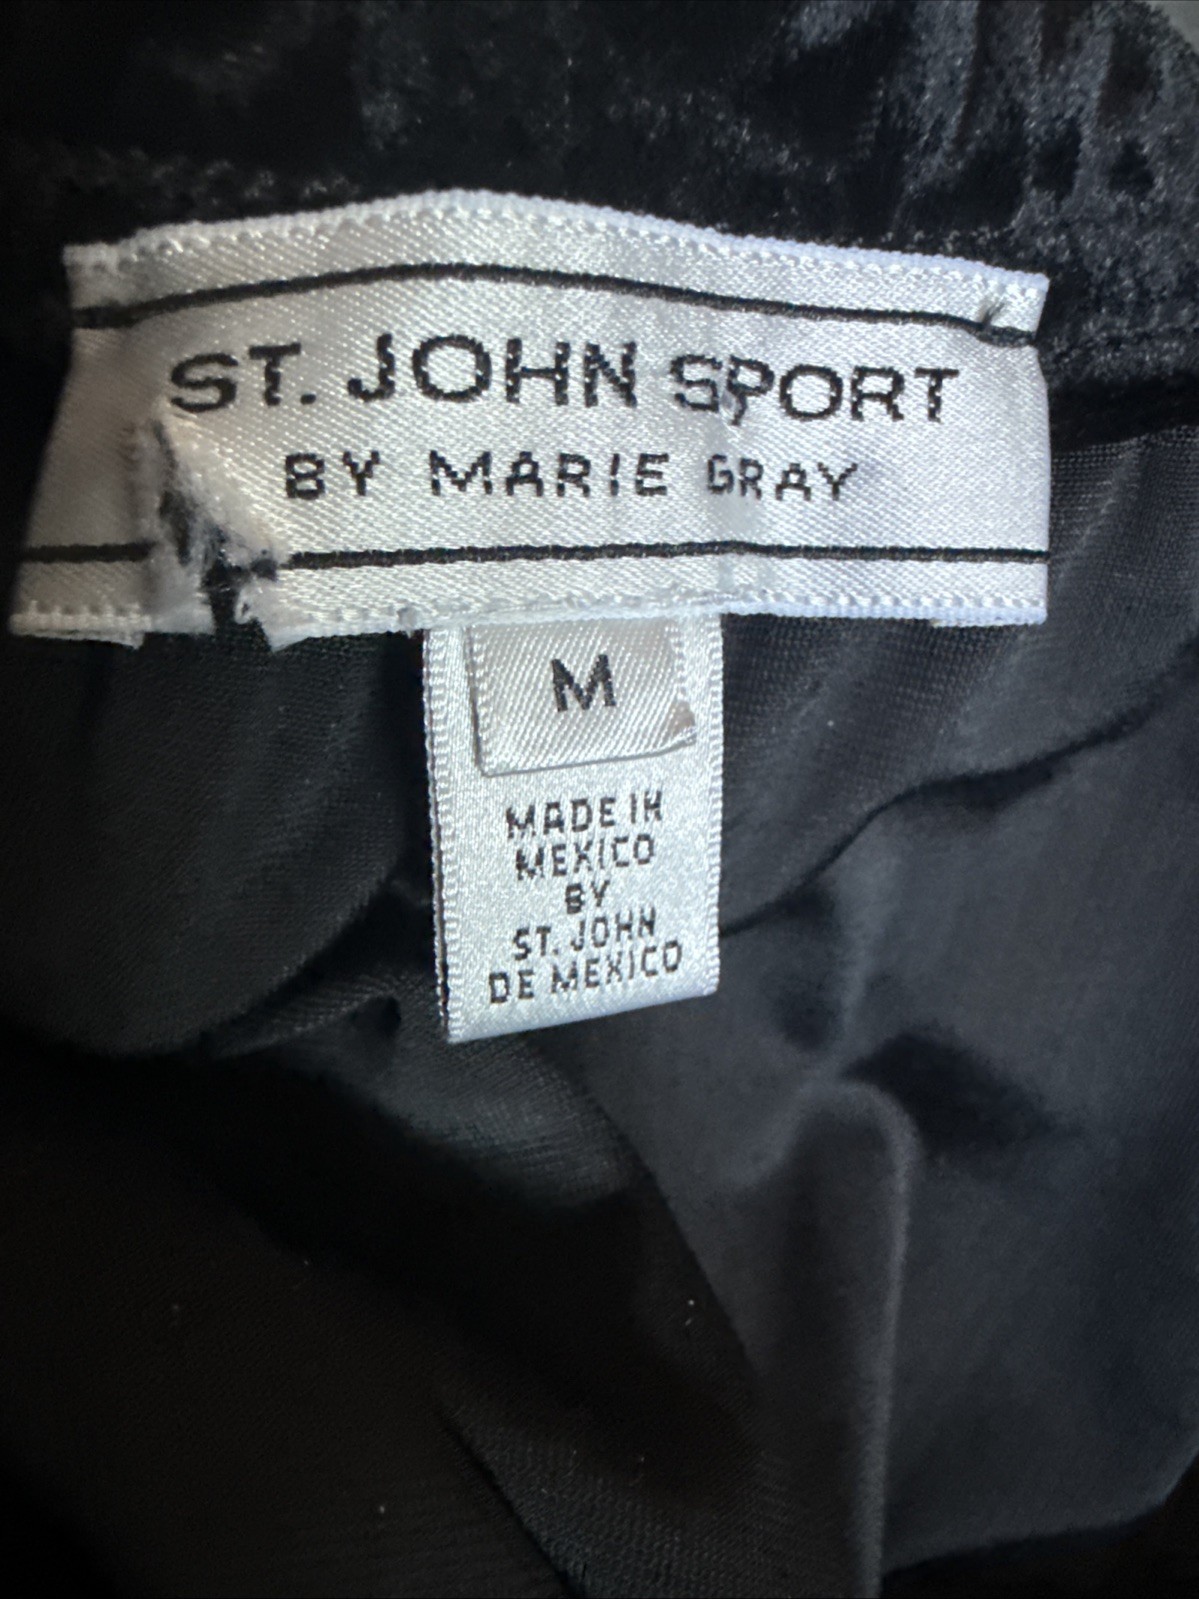 ST. JOHN SPORT
BY MARIE GRAY
M
MADE IN
MEXICO
BY
ST. JOHN
DE MEXICO